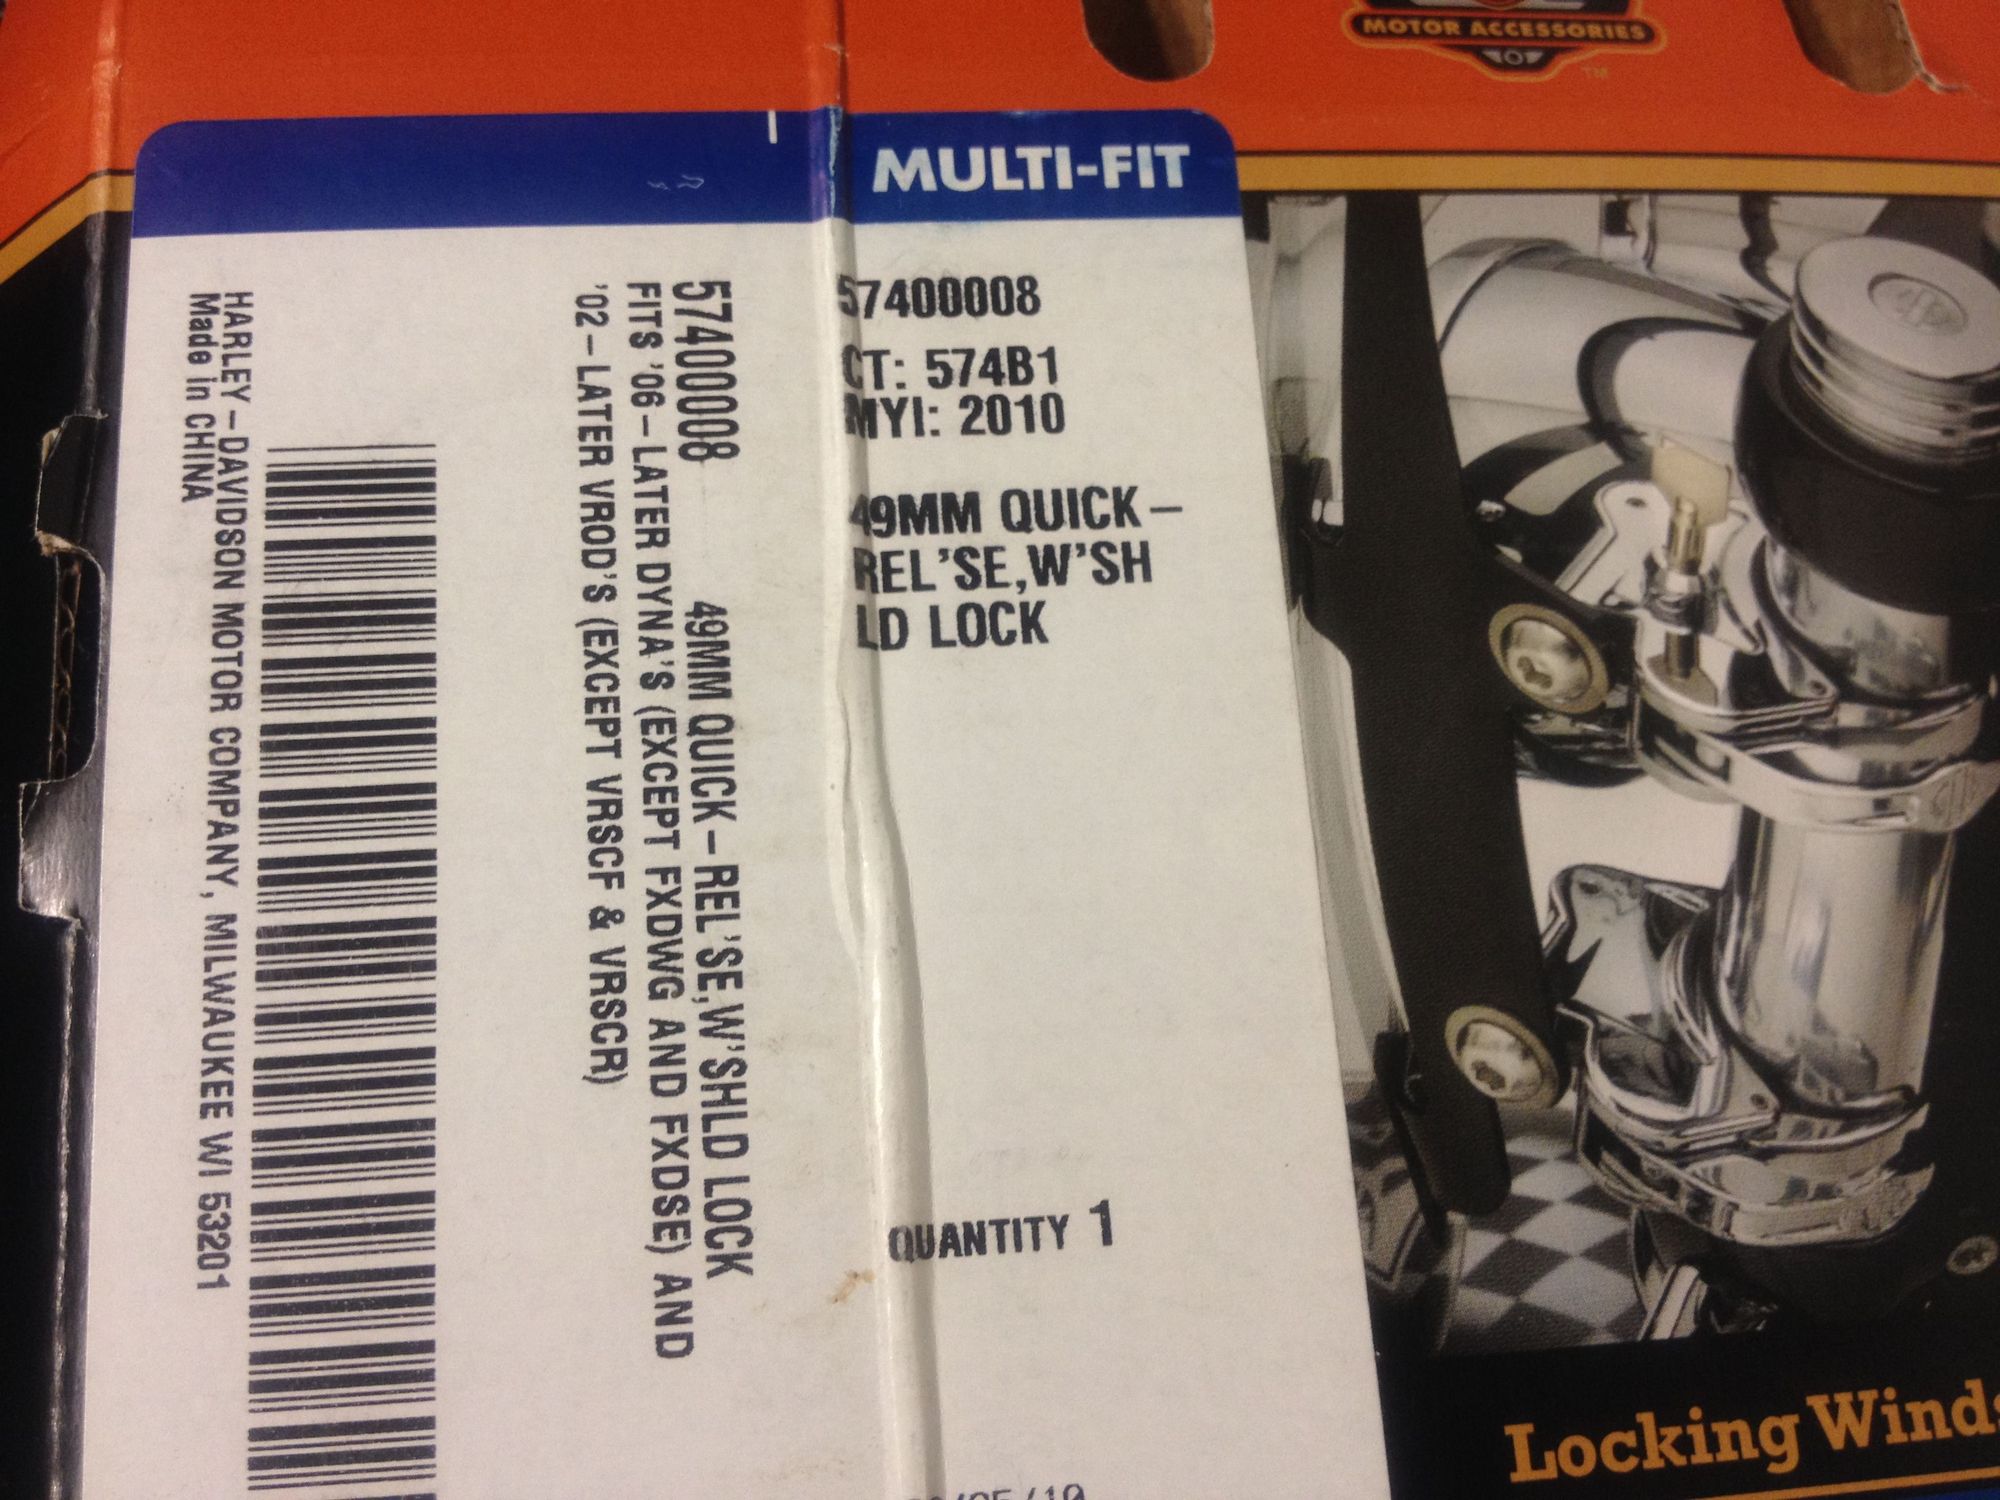 MOTOR ACCESSORIES
TM
MULTI-FIT
57400008
CT: 574B1
MYI: 2010
49MM QUICK-
REL'SE,W'SH
LD LOCK
QUANTITY 1
57400008 49MM QUICK-REL'SE,W'SHLD LOCK
FITS '06-LATER DYNA'S (EXCEPT FXDWG AND FXDSE) AND
'02-LATER VROD'S (EXCEPT VRSCF & VRSCR)
HARLEY-DAVIDSON MOTOR COMPANY, MILWAUKEE WI 53201
Made in CHINA
Locking